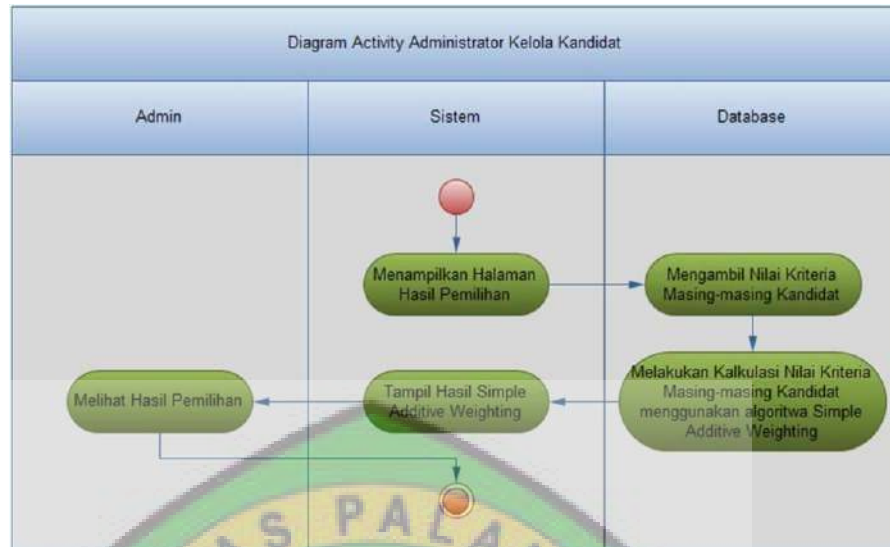 Diagram Activity Administrator Kelola Kandidat
Admin
Sistem
Database
Menampilkan Halaman
Hasil Pemilihan
Mengambil Nilai Kriteria
Masing-masing Kandidat
Melakukan Kalkulasi Nilai Kriteria
Masing-masing Kandidat
menggunakan algoritwa Simple
Additive Weighting
Tampil Hasil Simple
Additive Weighting
Melihat Hasil Pemilihan
AS PALA